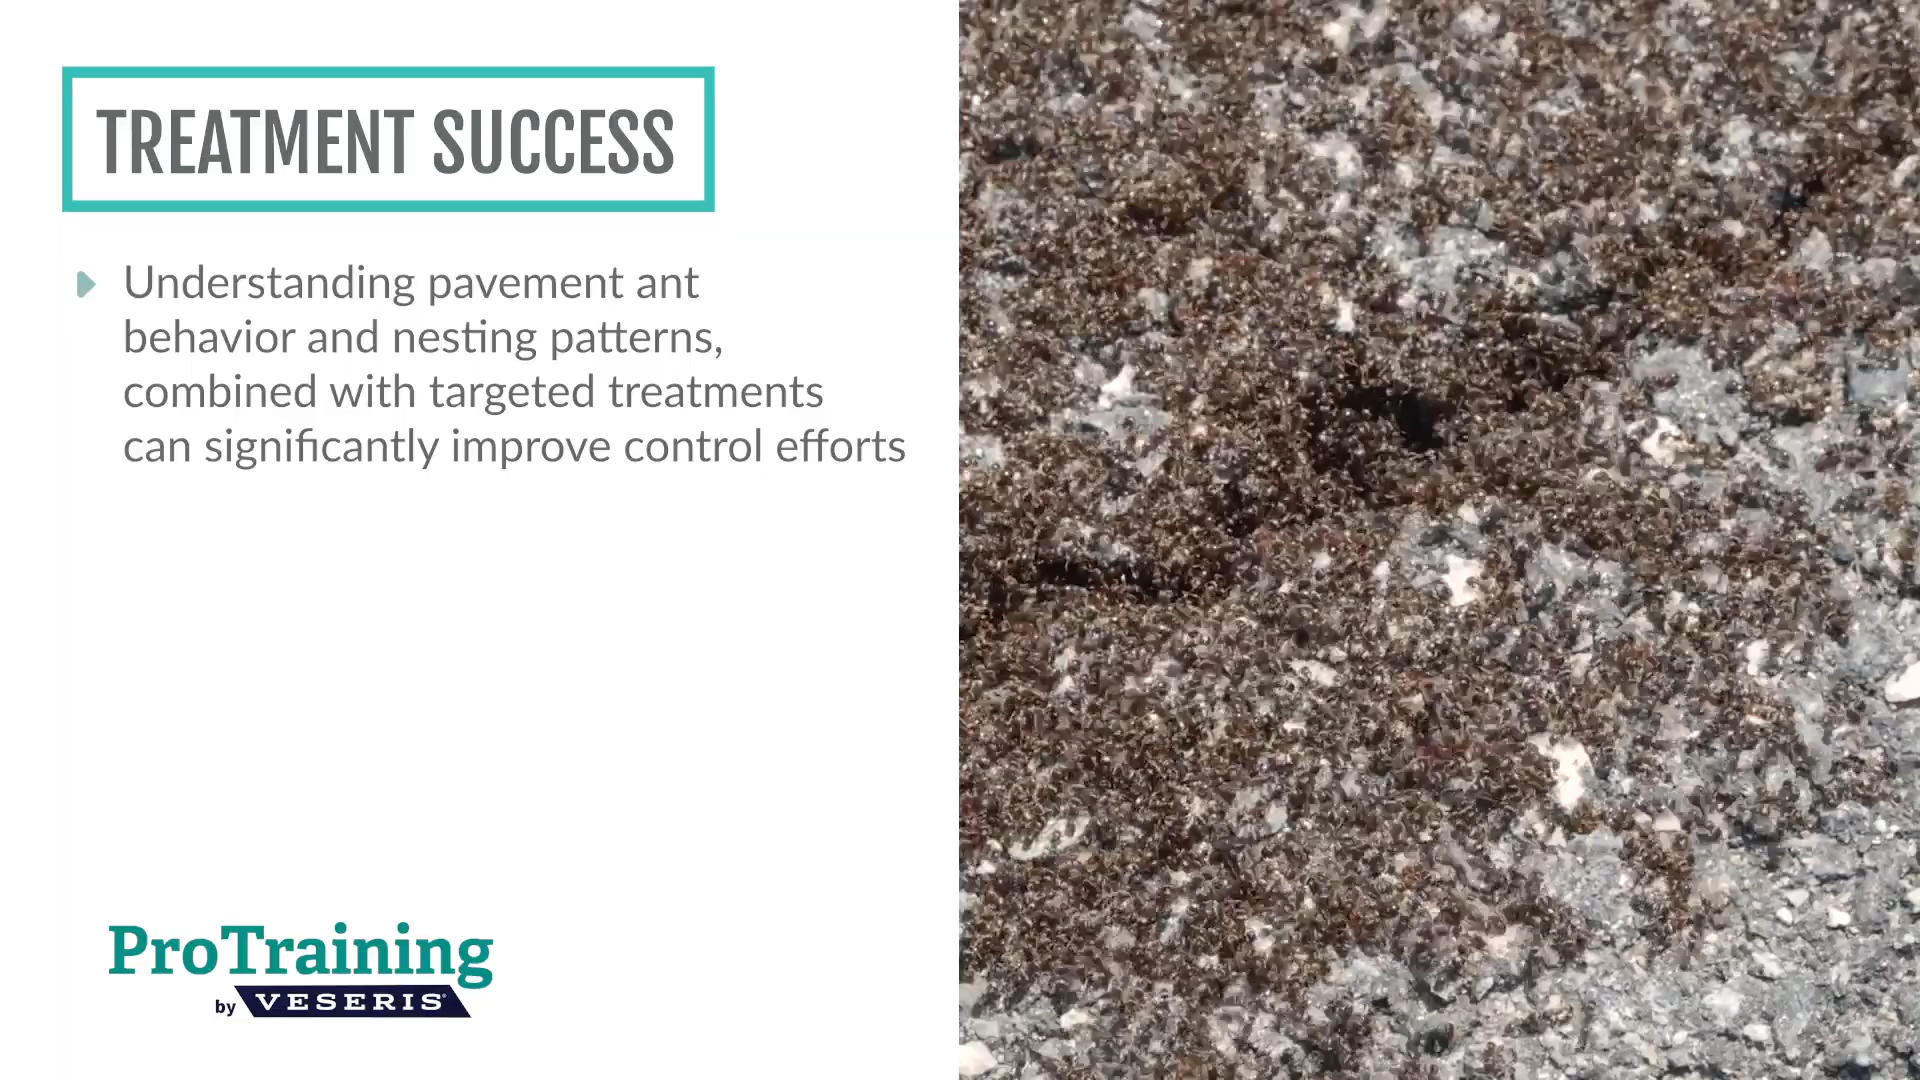 TREATMENT SUCCESS
Understanding pavement ant
behavior and nesting patterns,
combined with targeted treatments
can significantly improve control efforts
ProTraining
by VESERIS®